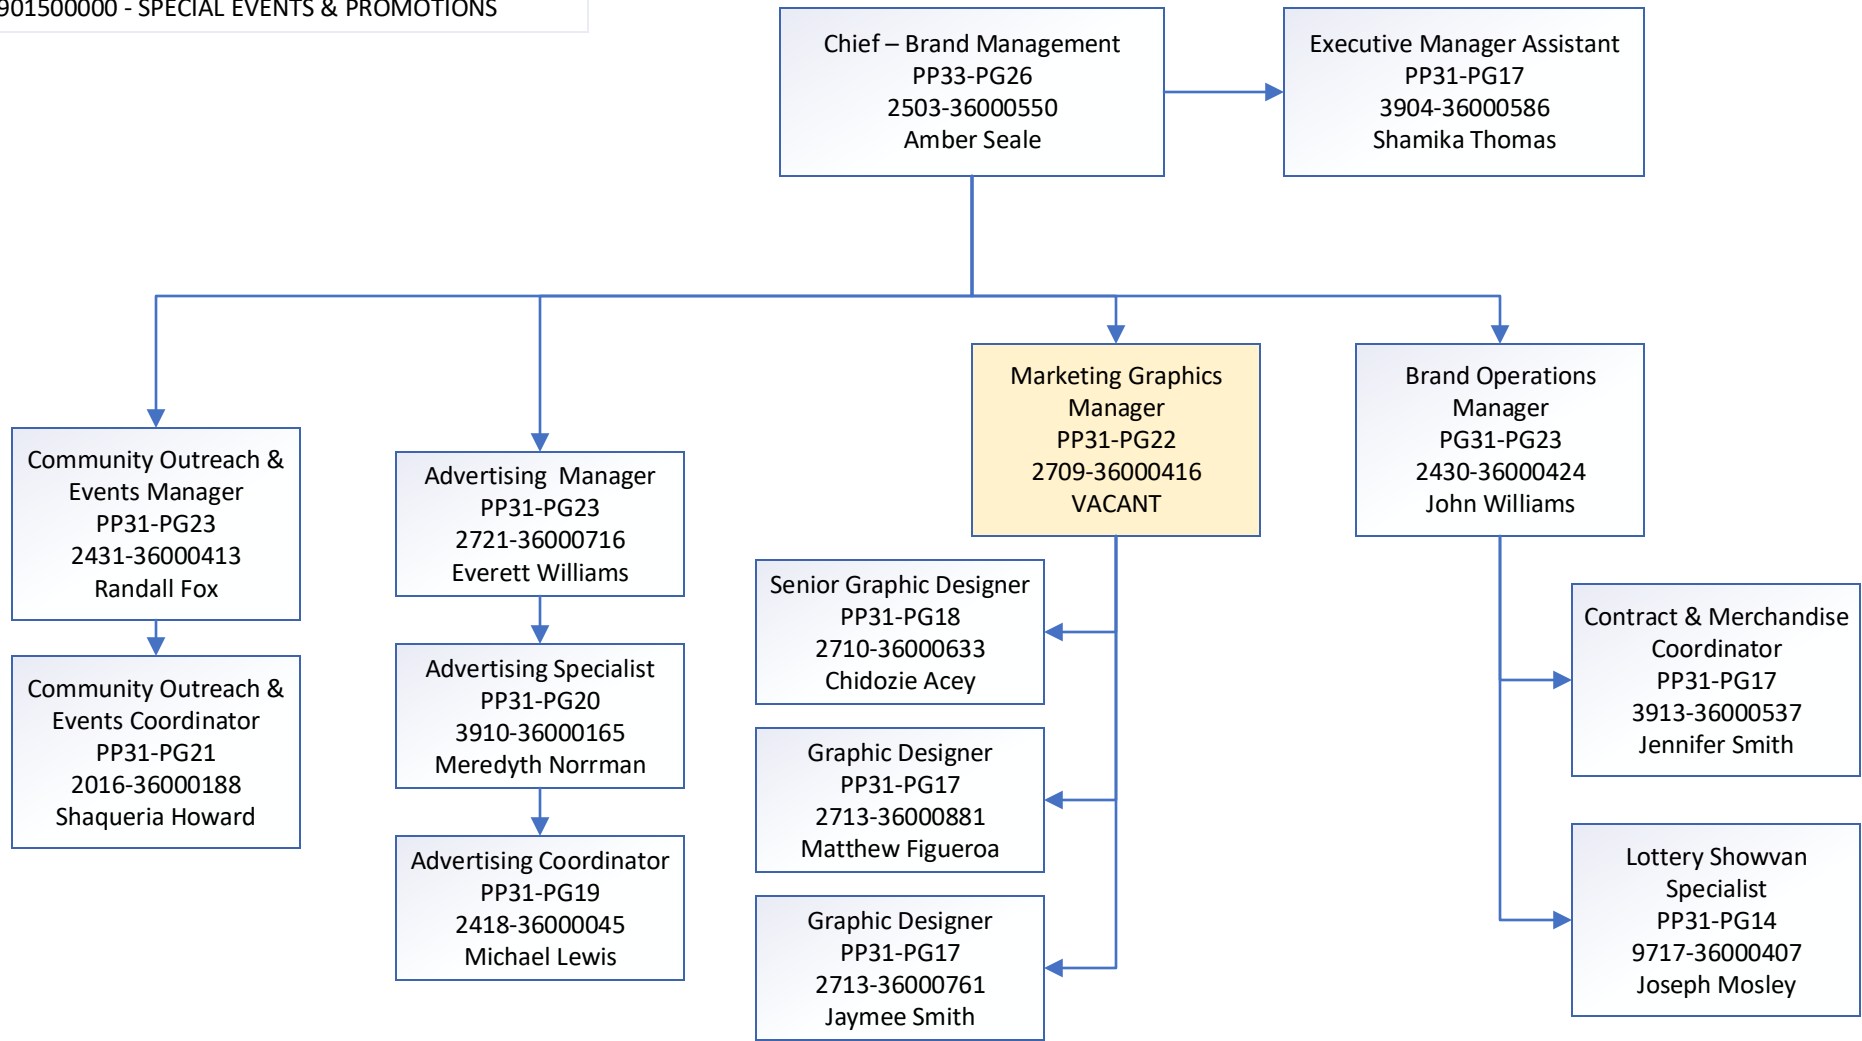 901500000 - SPECIAL EVENTS & PROMOTIONS
Chief – Brand Management
PP33-PG26
2503-36000550
Amber Seale
Executive Manager Assistant
PP31-PG17
3904-36000586
Shamika Thomas
Community Outreach &
Events Manager
PP31-PG23
2431-36000413
Randall Fox
Community Outreach &
Events Coordinator
PP31-PG21
2016-36000188
Shaqueria Howard
Advertising  Manager
PP31-PG23
2721-36000716
Everett Williams
Advertising Specialist
PP31-PG20
3910-36000165
Meredyth Norrman
Advertising Coordinator
PP31-PG19
2418-36000045
Michael Lewis
Marketing Graphics
Manager
PP31-PG22
2709-36000416
VACANT
Senior Graphic Designer
PP31-PG18
2710-36000633
Chidozie Acey
Graphic Designer
PP31-PG17
2713-36000881
Matthew Figueroa
Graphic Designer
PP31-PG17
2713-36000761
Jaymee Smith
Brand Operations
Manager
PG31-PG23
2430-36000424
John Williams
Contract & Merchandise
Coordinator
PP31-PG17
3913-36000537
Jennifer Smith
Lottery Showvan
Specialist
PP31-PG14
9717-36000407
Joseph Mosley